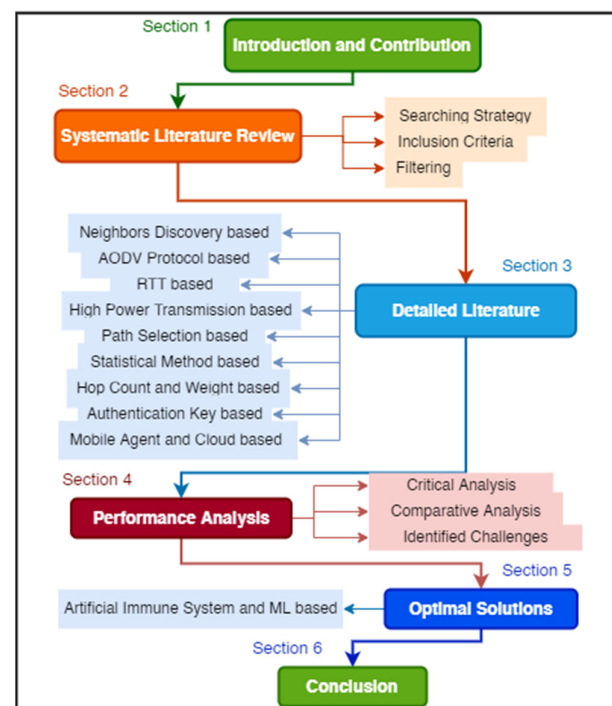 Section 1
Introduction and Contribution
Section 2
Systematic Literature Review
Searching Strategy
Inclusion Criteria
Filtering
Neighbors Discovery based
AODV Protocol based
RTT based
High Power Transmission based
Path Selection based
Statistical Method based
Hop Count and Weight based
Authentication Key based
Mobile Agent and Cloud based
Section 3
Detailed Literature
Section 4
Performance Analysis
Critical Analysis
Comparative Analysis
Identified Challenges
Section 5
Artificial Immune System and ML based
Optimal Solutions
Section 6
Conclusion